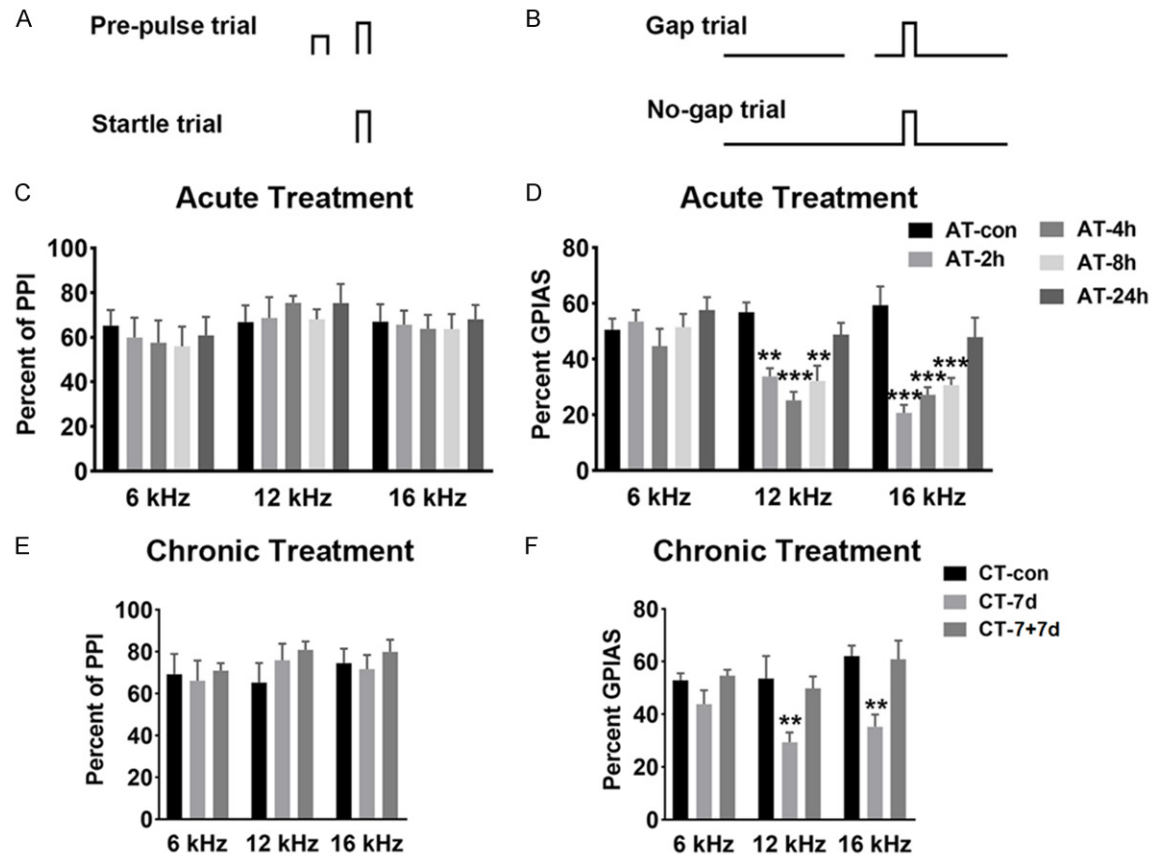 A
Pre-pulse trial
Startle trial
B
Gap trial
No-gap trial
C
Acute Treatment
Percent of PPI
100
80
60
40
20
0
6 kHz 12 kHz 16 kHz
D
Acute Treatment
AT-con AT-4h
AT-2h AT-8h
AT-24h
Percent GPIAS
80
60
40
20
0
** *** **
*** *** ***
6 kHz 12 kHz 16 kHz
E
Chronic Treatment
Percent of PPI
100
80
60
40
20
0
6 kHz 12 kHz 16 kHz
F
Chronic Treatment
CT-con
CT-7d
CT-7+7d
Percent GPIAS
80
60
40
20
0
** **
6 kHz 12 kHz 16 kHz